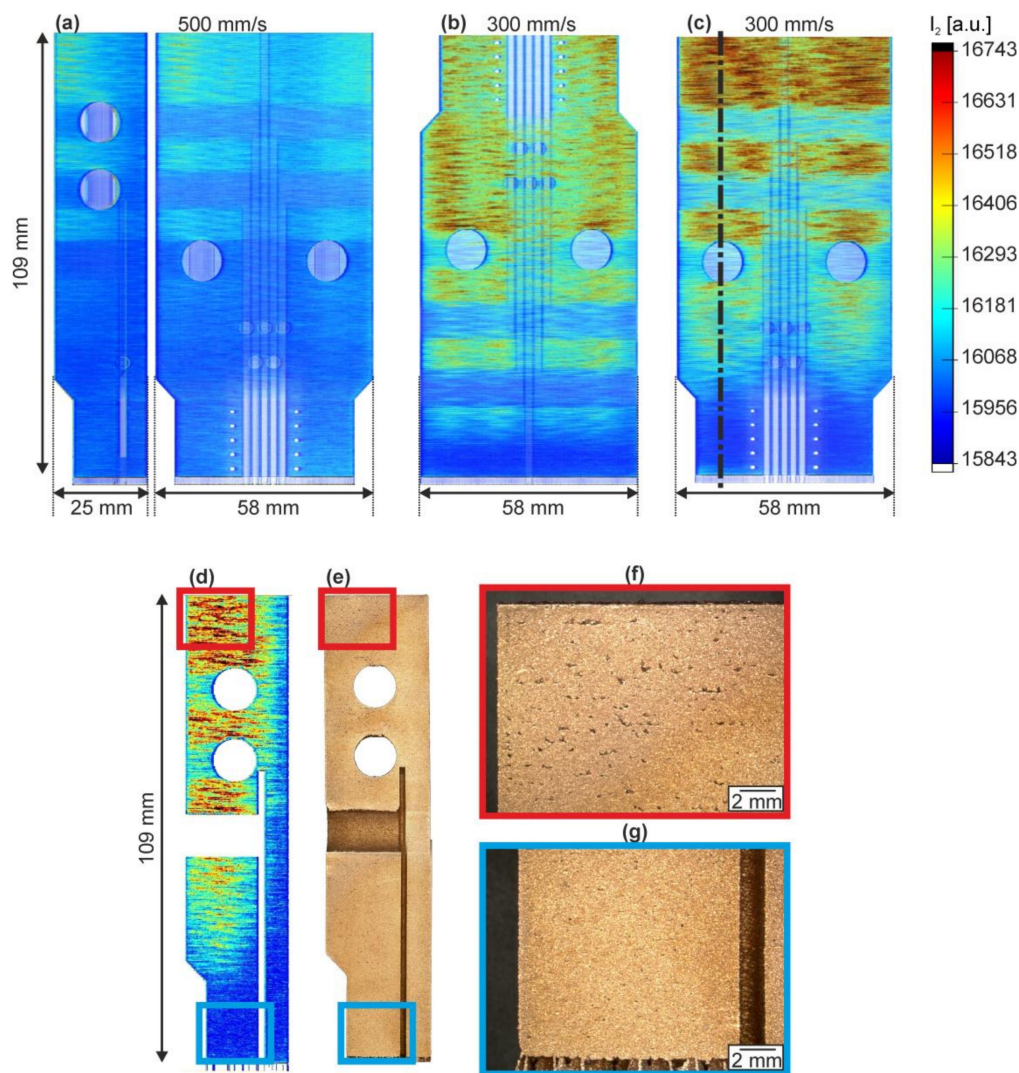 (a) 500 mm/s (b) 300 mm/s (c) 300 mm/s I₂ [a.u.]
16743
16631
16518
16406
16293
16181
16068
15956
15843
109 mm
25 mm 58 mm 58 mm 58 mm
(d) (e) (f)
109 mm
2 mm
(g)
2 mm